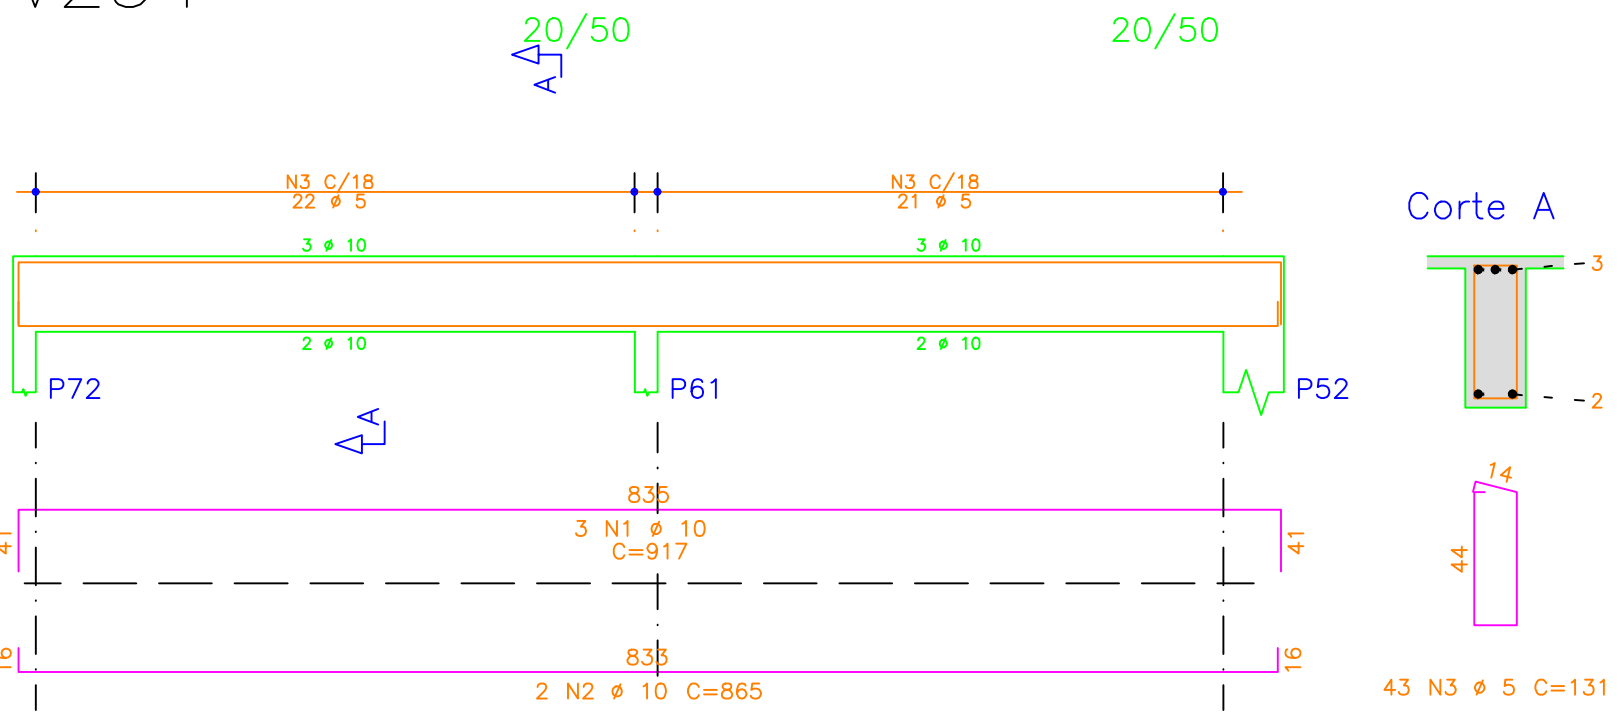 20/50 20/50
A
N3 C/18 N3 C/18
22 ø 5 21 ø 5
Corte A
3 ø 10 3 ø 10
3
2 ø 10 2 ø 10
P72 P61 P52
2
A
14
835
3 N1 ø 10
C=917
41 41
44
833
16 16
2 N2 ø 10 C=865
43 N3 ø 5 C=131